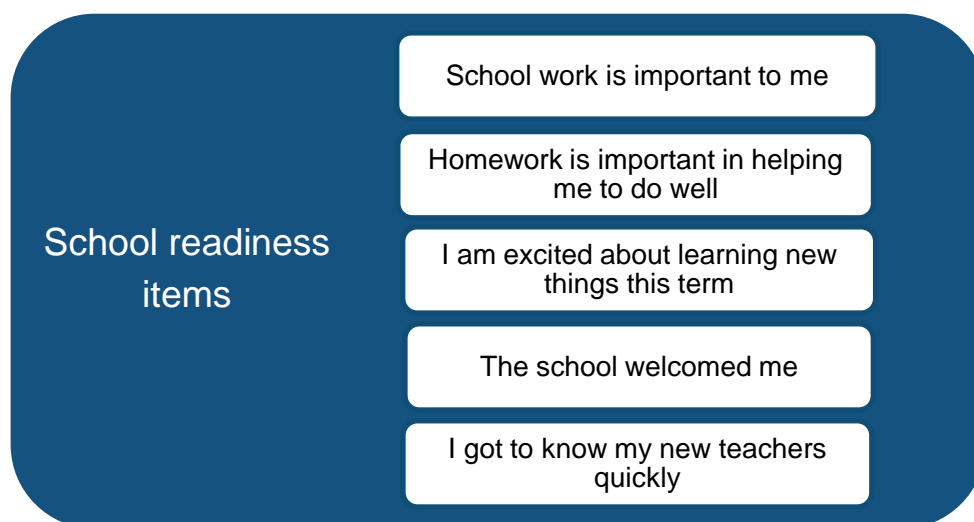 School readiness
items
School work is important to me
Homework is important in helping
me to do well
I am excited about learning new
things this term
The school welcomed me
I got to know my new teachers
quickly